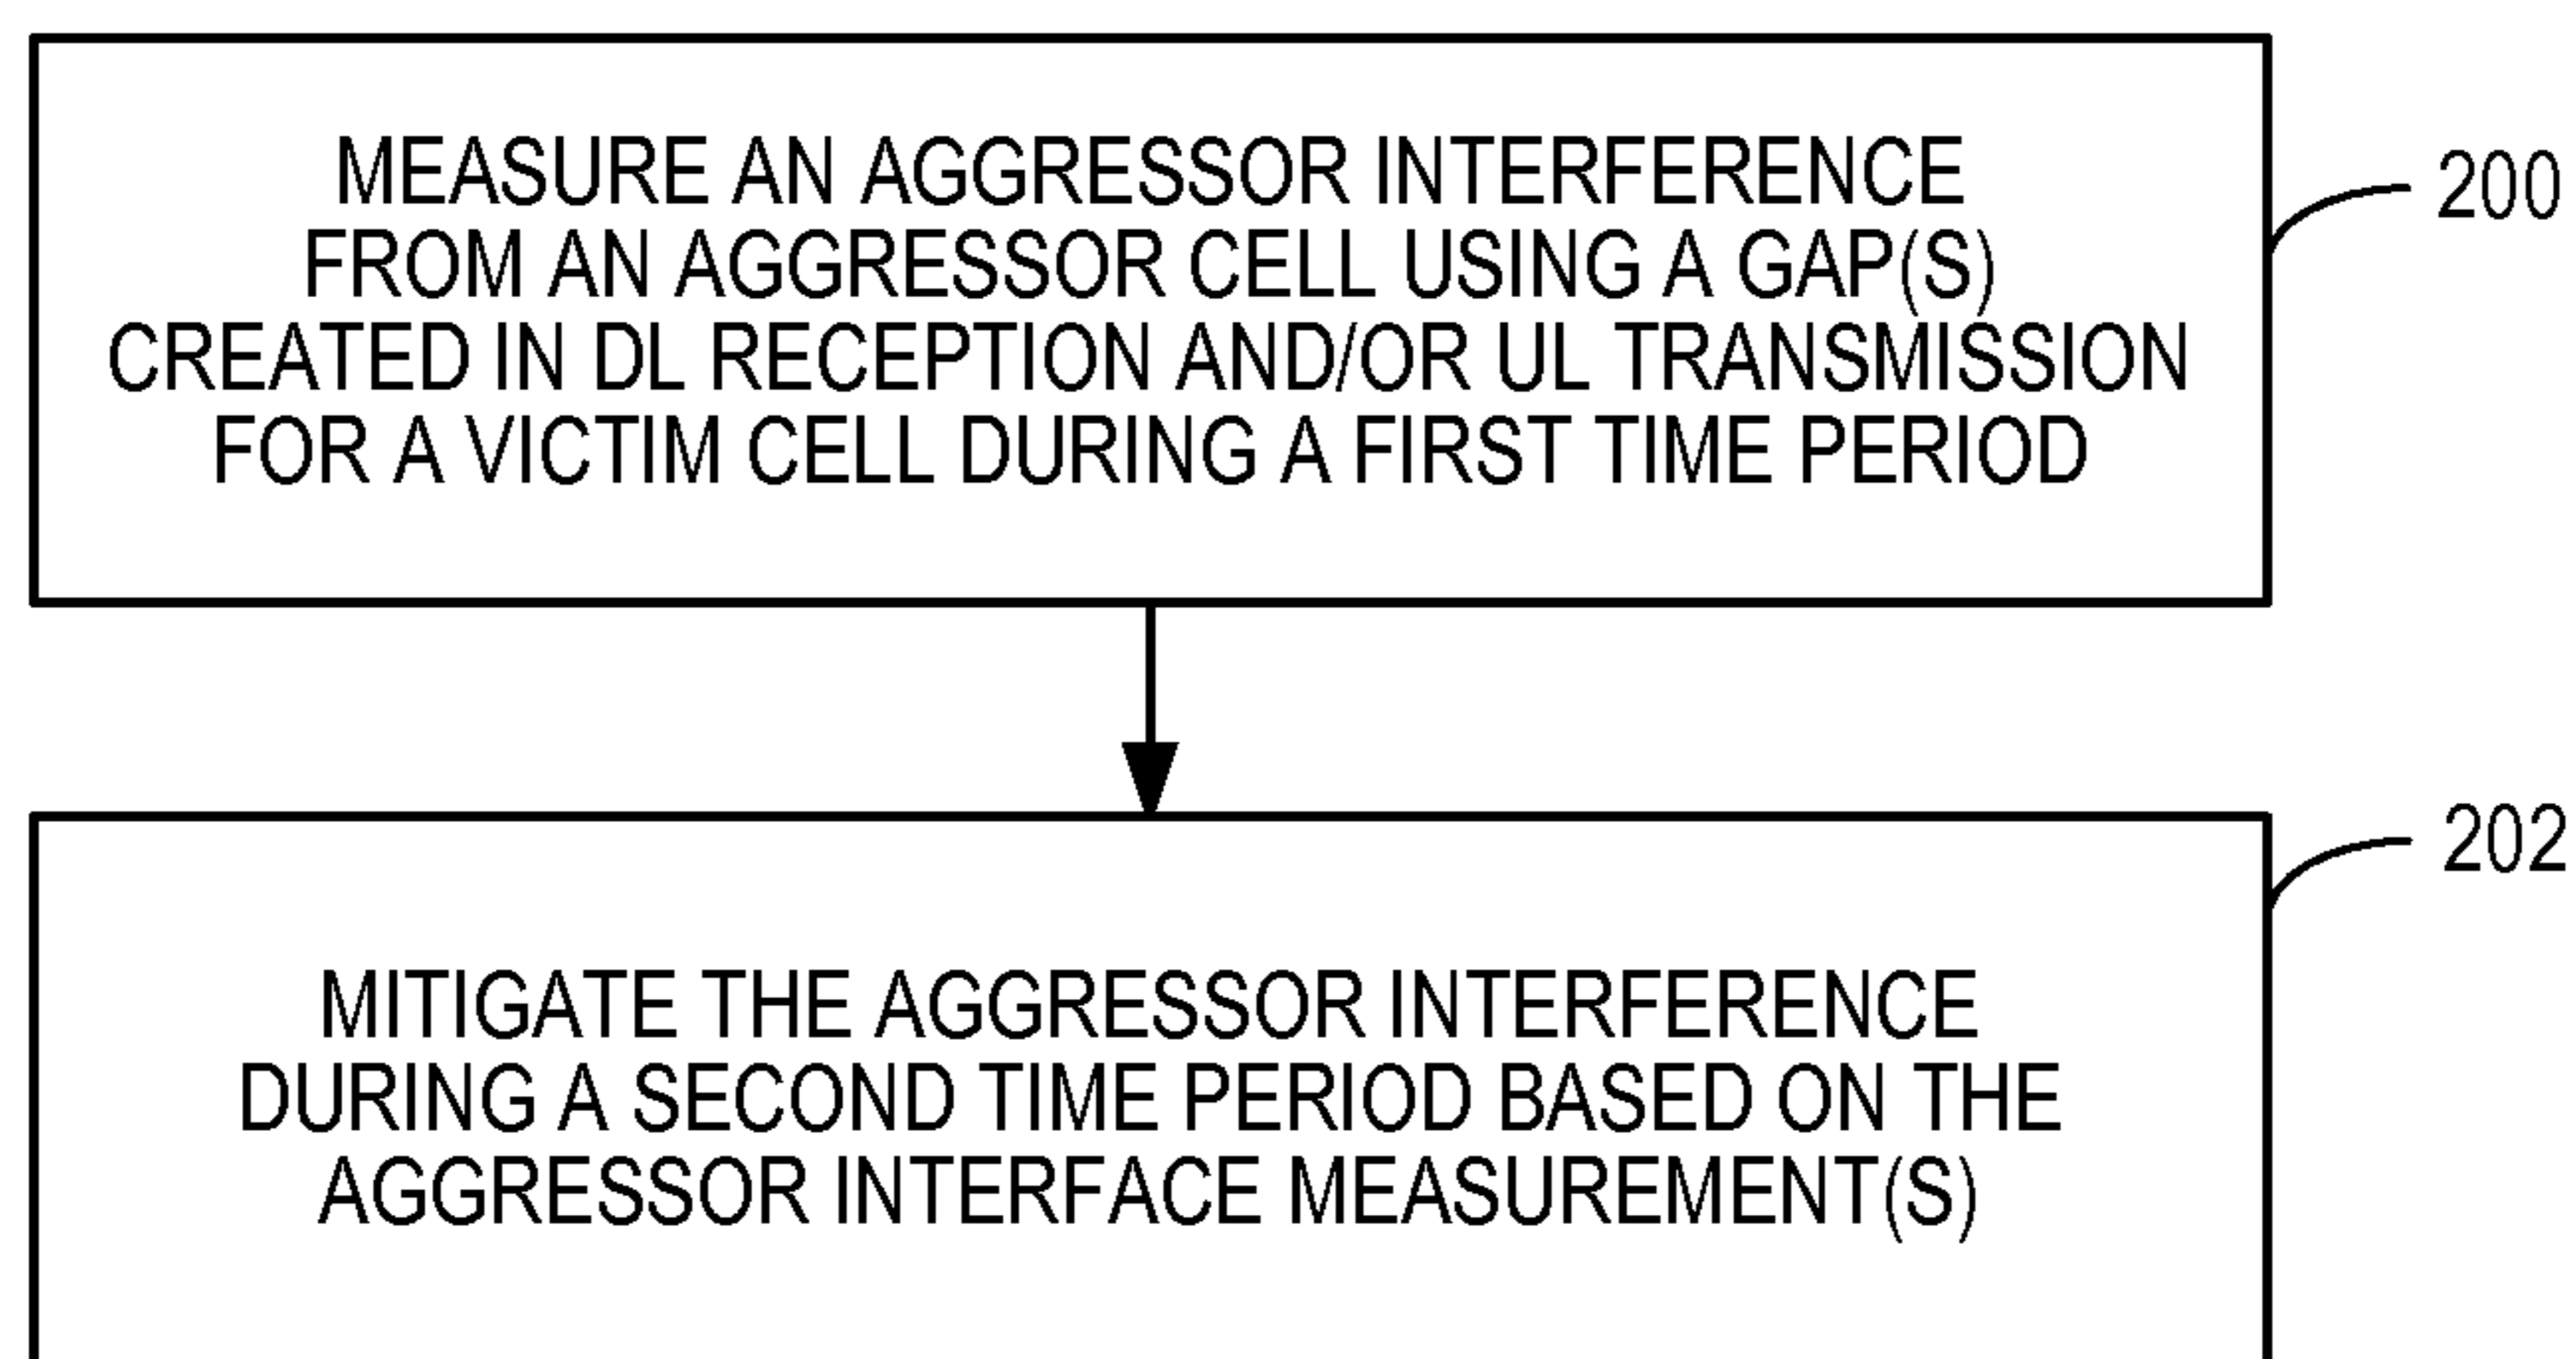 MEASURE AN AGGRESSOR INTERFERENCE
FROM AN AGGRESSOR CELL USING A GAP(S)
CREATED IN DL RECEPTION AND/OR UL TRANSMISSION
FOR A VICTIM CELL DURING A FIRST TIME PERIOD
200
MITIGATE THE AGGRESSOR INTERFERENCE
DURING A SECOND TIME PERIOD BASED ON THE
AGGRESSOR INTERFACE MEASUREMENT(S)
202